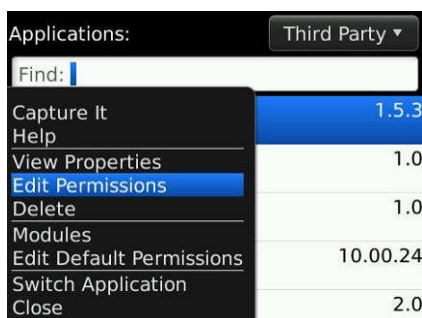 Applications: Third Party ▾
Find:
Capture It
1.5.3
Help
View Properties
1.0
Edit Permissions
Delete
1.0
Modules
Edit Default Permissions
10.00.24
Switch Application
Close
2.0